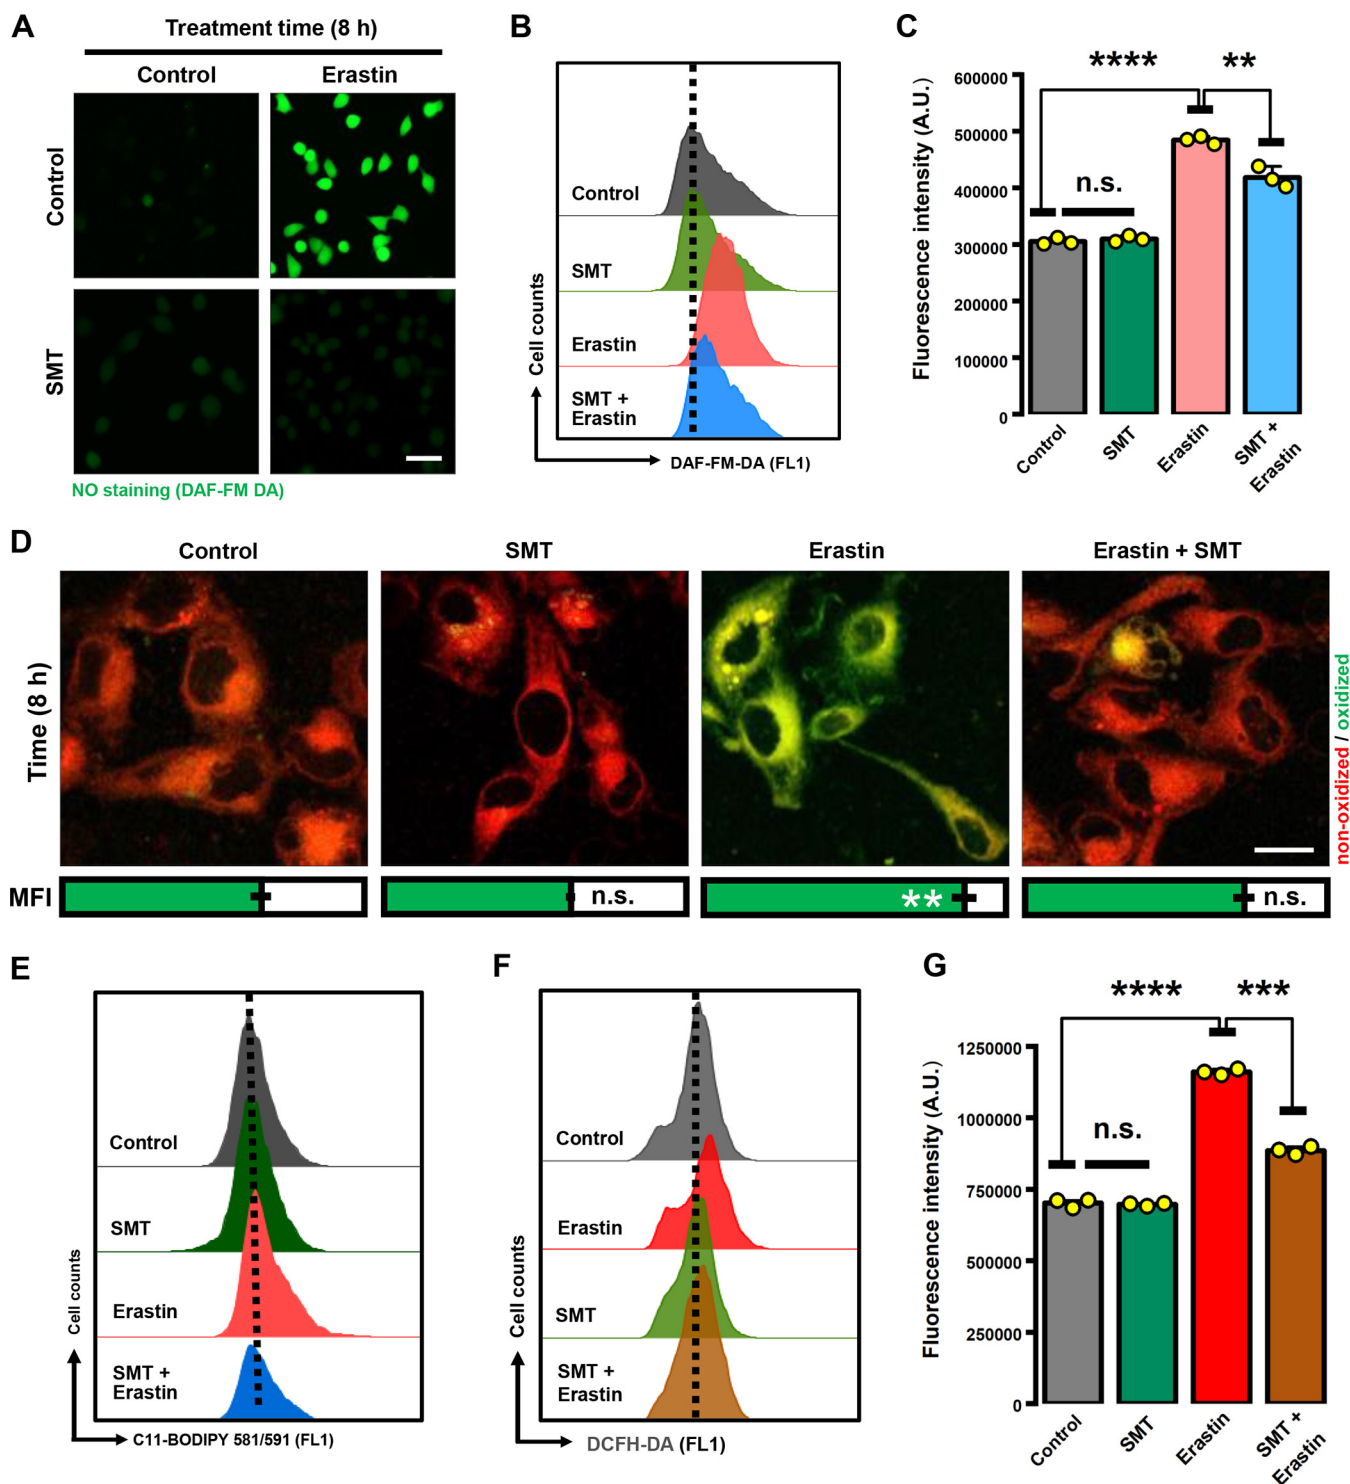 A
Treatment time (8 h)
Control
Erastin
Control
SMT
NO staining (DAF-FM DA)
B
Control
SMT
Erastin
SMT +
Erastin
Cell counts
DAF-FM-DA (FL1)
C
**** **
n.s.
Fluorescence intensity (A.U.)
600000
500000
400000
300000
200000
100000
0
Control
SMT
Erastin
SMT +
Erastin
D
Control
SMT
Erastin
Erastin + SMT
Time (8 h)
non-oxidized / oxidized
MFI
n.s.
**
n.s.
E
Control
SMT
Erastin
SMT +
Erastin
Cell counts
C11-BODIPY 581/591 (FL1)
F
Control
Erastin
SMT
SMT +
Erastin
Cell counts
DCFH-DA (FL1)
G
**** ***
n.s.
Fluorescence intensity (A.U.)
1250000
1000000
750000
500000
250000
0
Control
SMT
Erastin
SMT +
Erastin